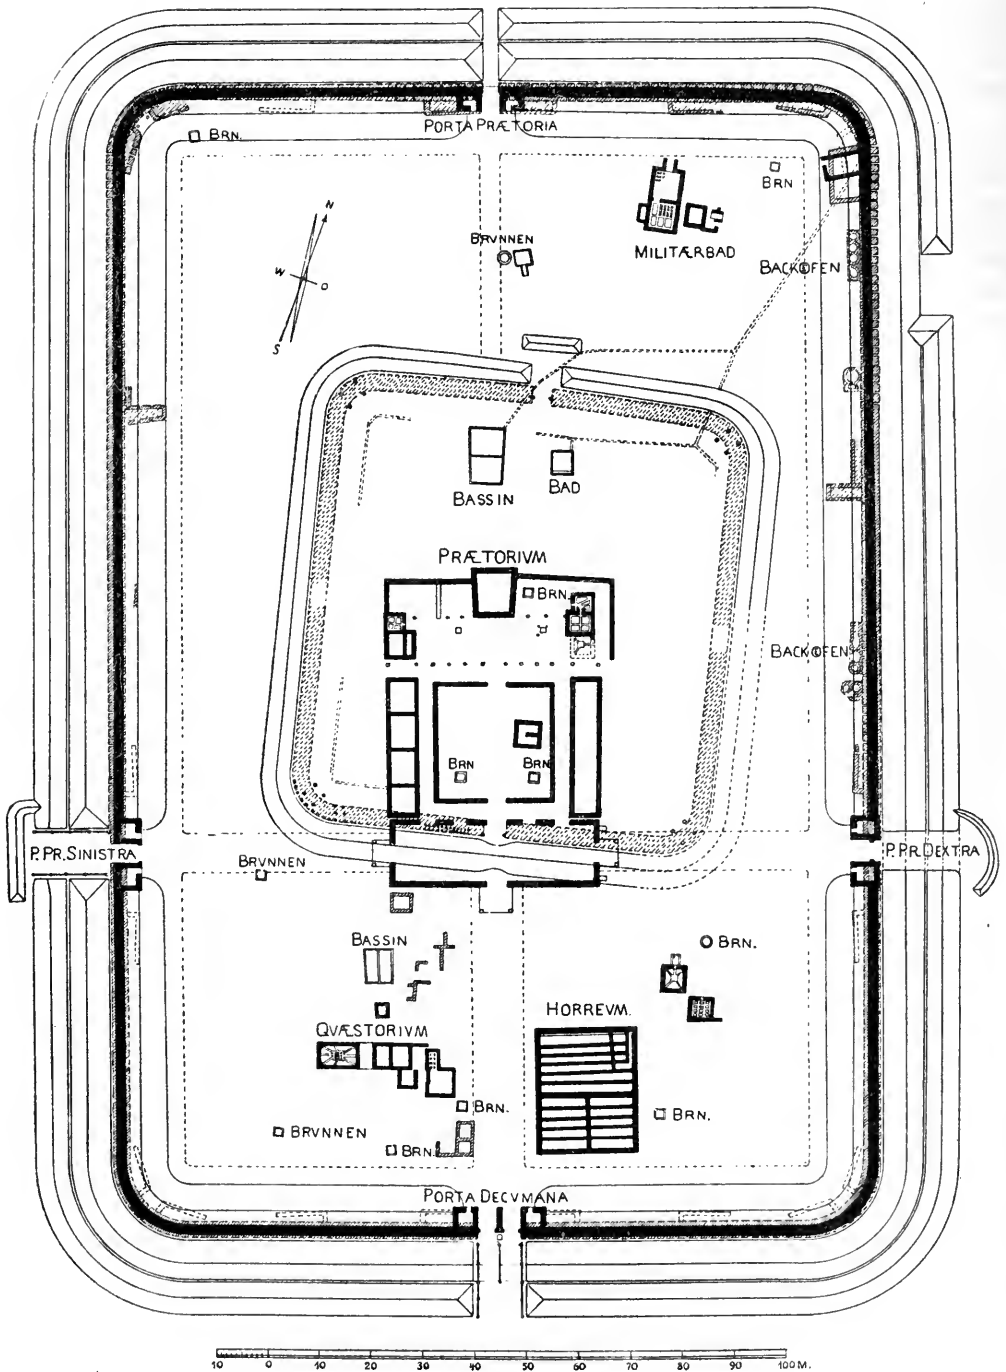 PORTA PRÆTORIA
BRN.
BRN
BRVNNEN
MILITÆRBAD
BACKOFEN
N
W
O
S
BASSIN
BAD
PRÆTORIVM
BRN.
BACKOFEN
BRN
BRN
P. PR. SINISTRA
P. PR. DEXTRA
BRVNNEN
BASSIN
BRN.
QVÆSTORIVM
HORREVM.
BRN.
BRN.
BRVNNEN
BRN.
PORTA DECVMANA
10 0 10 20 30 40 50 60 70 80 90 100 M.